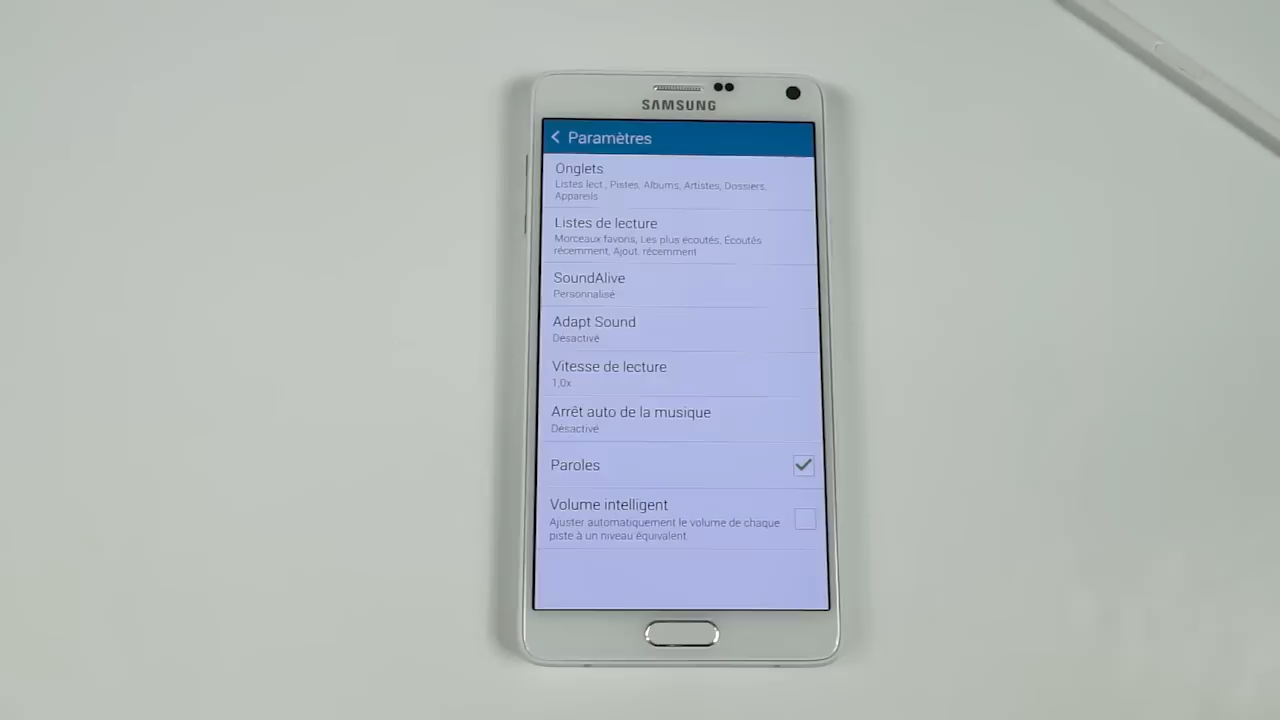 SAMSUNG
Paramètres
Onglets
Listes lect., Pistes, Albums, Artistes, Dossiers,
Appareils
Listes de lecture
Morceaux favoris, Les plus écoutés, Écoutés
récemment, Ajout. récemment
SoundAlive
Personnalisé
Adapt Sound
Désactivé
Vitesse de lecture
1,0x
Arrêt auto de la musique
Désactivé
Paroles
Volume intelligent
Ajuster automatiquement le volume de chaque
piste à un niveau équivalent